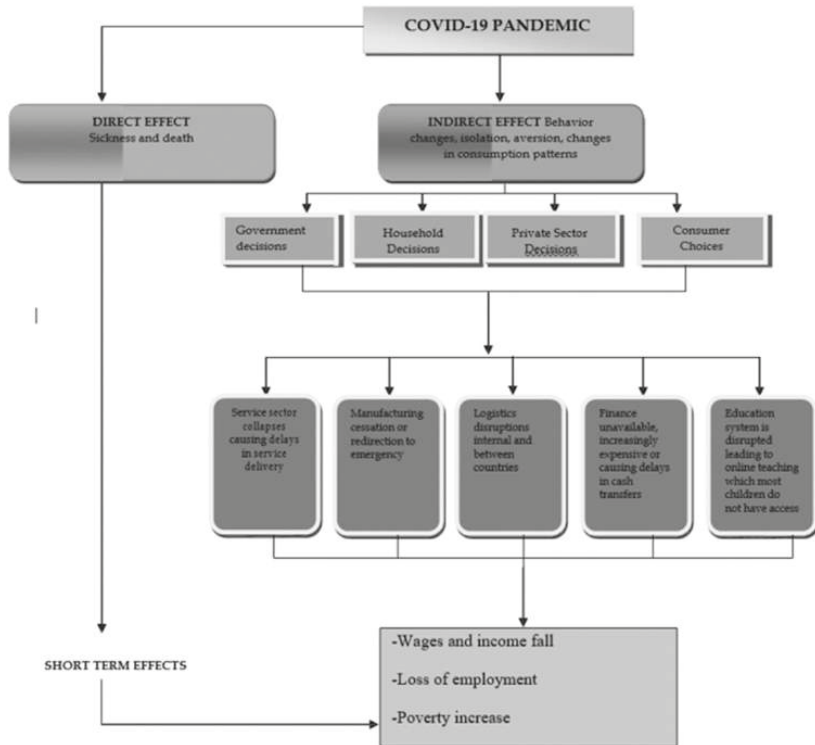 COVID-19 PANDEMIC
DIRECT EFFECT
Sickness and death
INDIRECT EFFECT Behavior
changes, isolation, aversion, changes
in consumption patterns
Government
decisions
Household
Decisions
Private Sector
Decisions
Consumer
Choices
Service sector
collapses
causing delays
in service
delivery
Manufacturing
cessation or
redirection to
emergency
Logistics
disruptions
internal and
between
countries
Finance
unavailable,
increasingly
expensive or
causing delays
in cash
transfers
Education
system is
disrupted
leading to
online teaching
which most
children do
not have access
SHORT TERM EFFECTS
-Wages and income fall
-Loss of employment
-Poverty increase